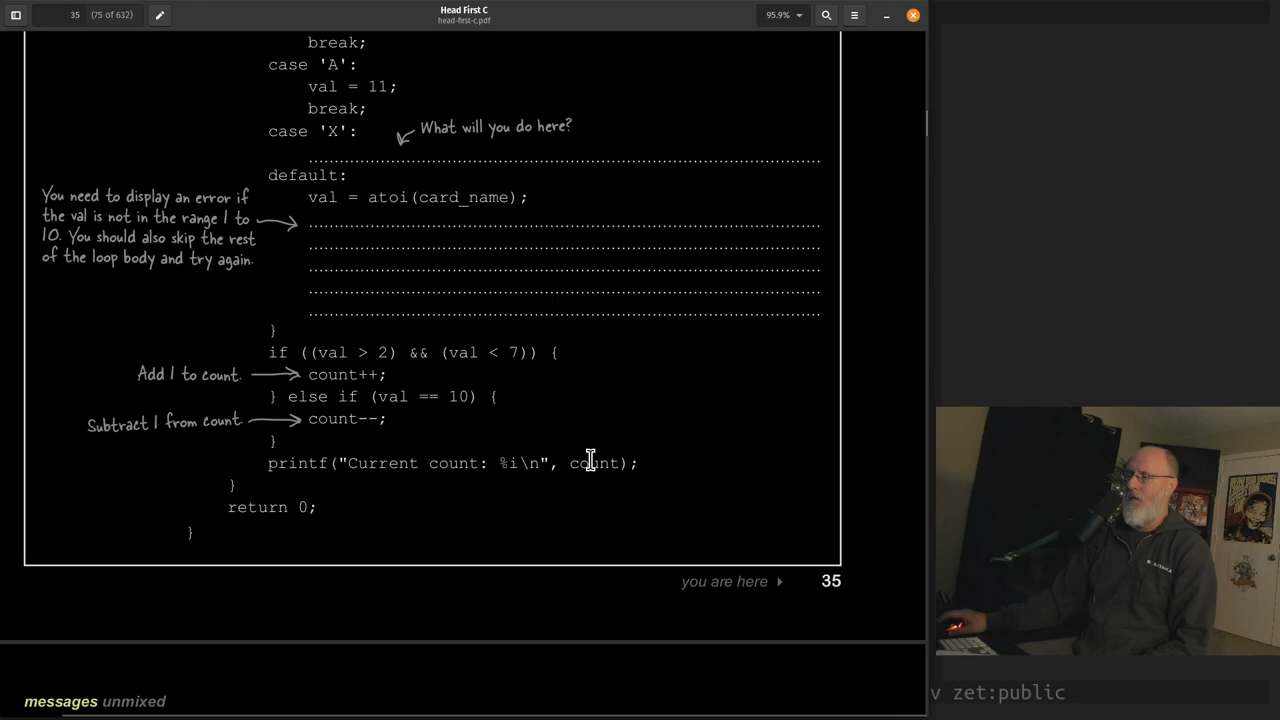 35
(75 of 632)
Head First C
head-first-c.pdf
95.9%
break;
case 'A':
val = 11;
break;
case 'X':
What will you do here?
default:
val = atoi(card_name);
You need to display an error if
the val is not in the range 1 to
10. You should also skip the rest
of the loop body and try again.
}
if ((val > 2) && (val < 7)) {
Add 1 to count.
count++;
} else if (val == 10) {
Subtract 1 from count.
count--;
}
printf("Current count: %i\n", count);
}
return 0;
}
you are here
35
messages unmixed
v zet:public